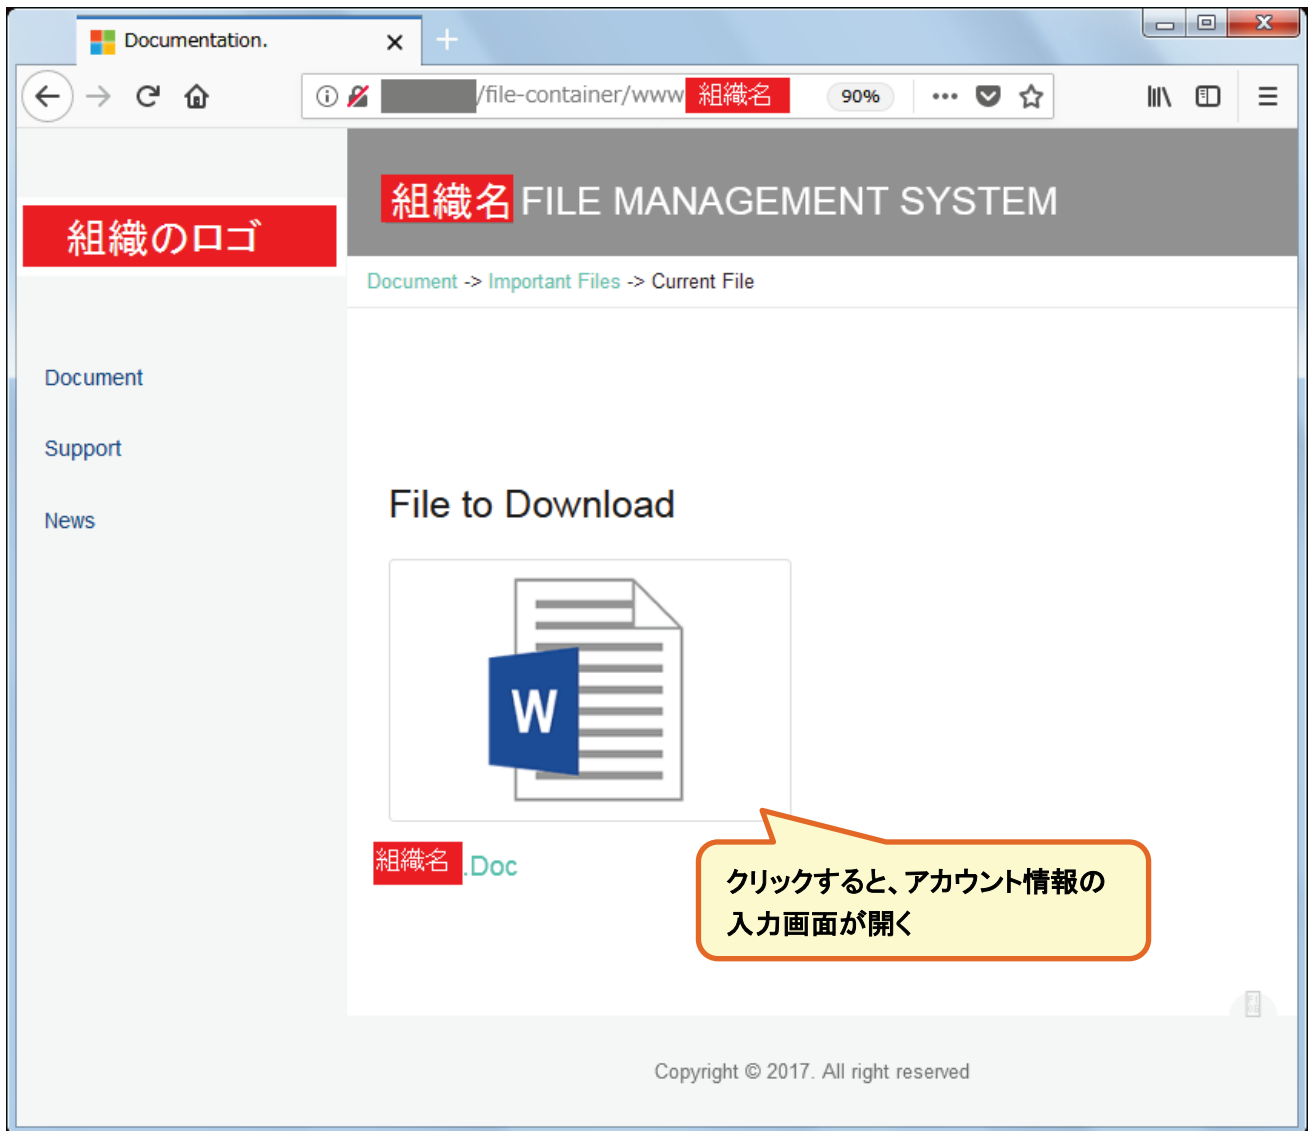 Documentation.
/file-container/www 組織名 90%
組織名 FILE MANAGEMENT SYSTEM
組織のロゴ
Document -> Important Files -> Current File
Document
Support
News
File to Download
W
組織名 .Doc
クリックすると、アカウント情報の
入力画面が開く
Copyright © 2017. All right reserved